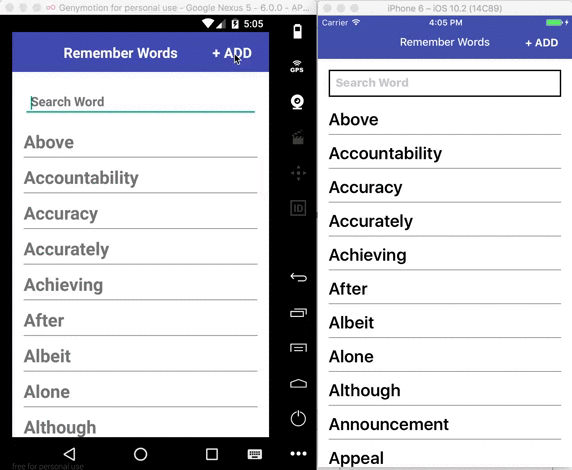 Genymotion for personal use - Google Nexus 5 - 6.0.0 - AP...
5:05
Remember Words
+ ADD
Search Word
Above
Accountability
Accuracy
Accurately
Achieving
After
Albeit
Alone
Although
free for personal use
GPS
ID
iPhone 6 – iOS 10.2 (14C89)
Carrier
4:05 PM
Remember Words
+ ADD
Search Word
Above
Accountability
Accuracy
Accurately
Achieving
After
Albeit
Alone
Although
Announcement
Appeal